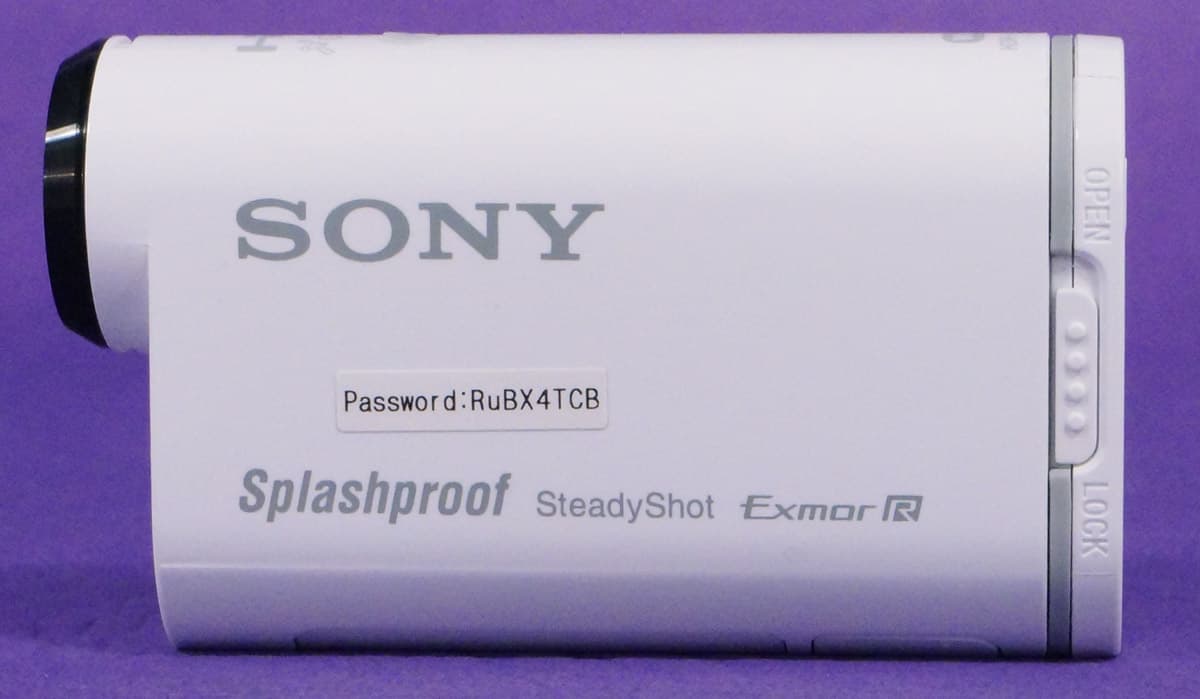 SONY
Password:RuBX4TCB
Splashproof SteadyShot Exmor R
OPEN
LOCK